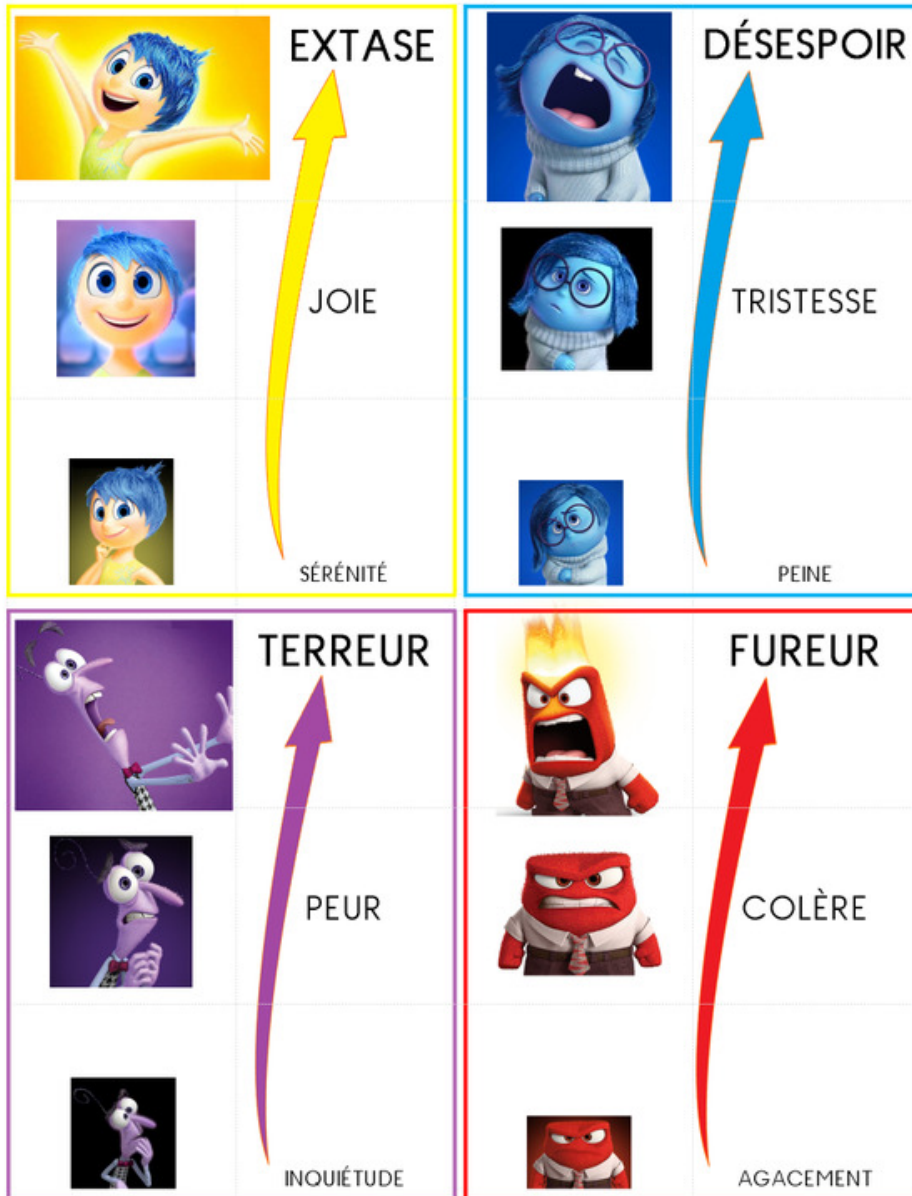 EXTASE
JOIE
SÉRÉNITÉ
DÉSESPOIR
TRISTESSE
PEINE
TERREUR
PEUR
INQUIÉTUDE
FUREUR
COLÈRE
AGACEMENT